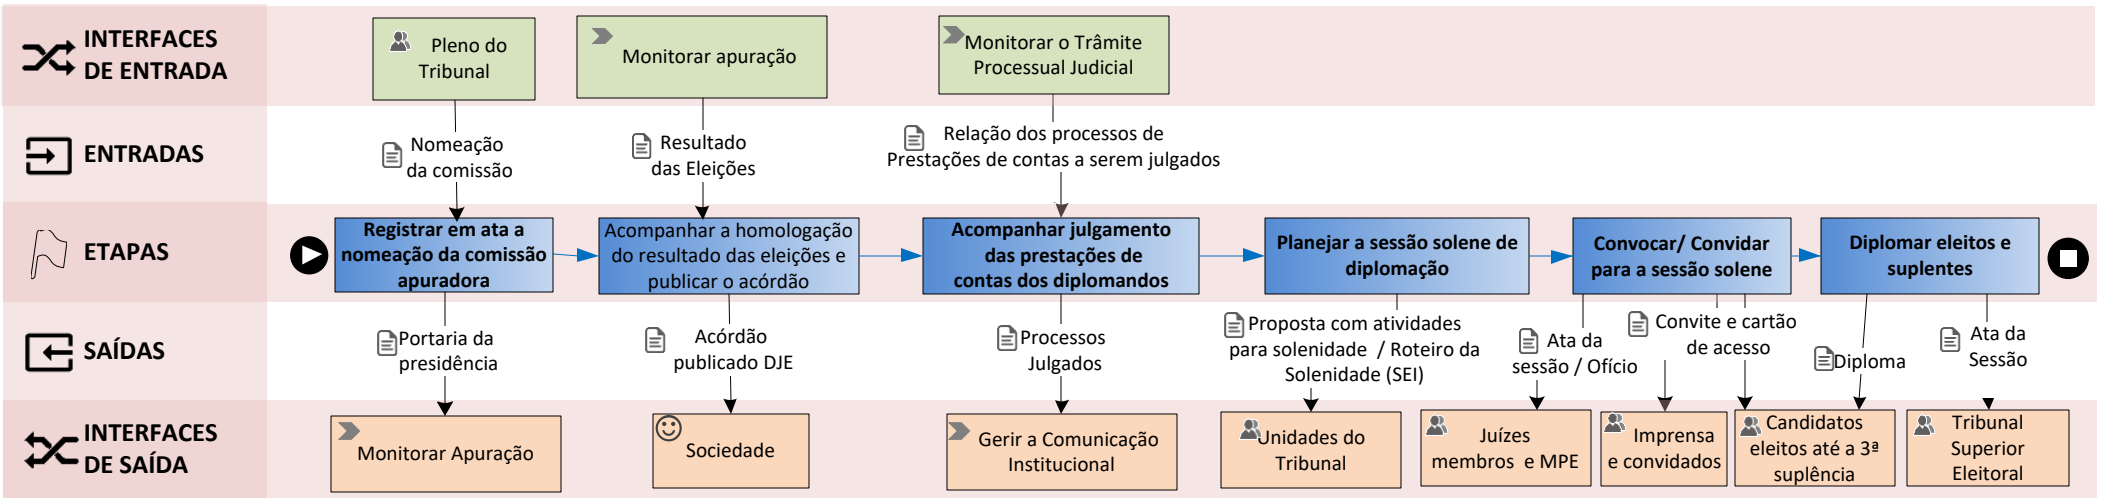 INTERFACES
DE ENTRADA
Pleno do
Tribunal
Monitorar apuração
Monitorar o Trâmite
Processual Judicial
ENTRADAS
Nomeação
da comissão
Resultado
das Eleições
Relação dos processos de
Prestações de contas a serem julgados
ETAPAS
Registrar em ata a
nomeação da comissão
apuradora
Acompanhar a homologação
do resultado das eleições e
publicar o acórdão
Acompanhar julgamento
das prestações de
contas dos diplomandos
Planejar a sessão solene de
diplomação
Convocar/ Convidar
para a sessão solene
Diplomar eleitos e
suplentes
SAÍDAS
Portaria da
presidência
Acórdão
publicado DJE
Processos
Julgados
Proposta com atividades
para solenidade / Roteiro da
Solenidade (SEI)
Ata da
sessão / Ofício
Convite e cartão
de acesso
Diploma
Ata da
Sessão
INTERFACES
DE SAÍDA
Monitorar Apuração
Sociedade
Gerir a Comunicação
Institucional
Unidades do
Tribunal
Juízes
membros e MPE
Imprensa
e convidados
Candidatos
eleitos até a 3ª
suplência
Tribunal
Superior
Eleitoral